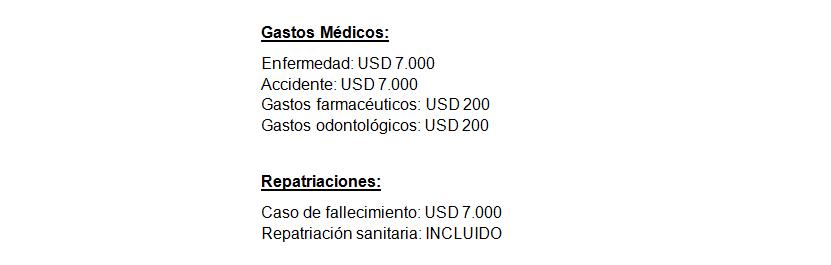 Gastos Médicos:
Enfermedad: USD 7.000
Accidente: USD 7.000
Gastos farmacéuticos: USD 200
Gastos odontológicos: USD 200
Repatriaciones:
Caso de fallecimiento: USD 7.000
Repatriación sanitaria: INCLUIDO